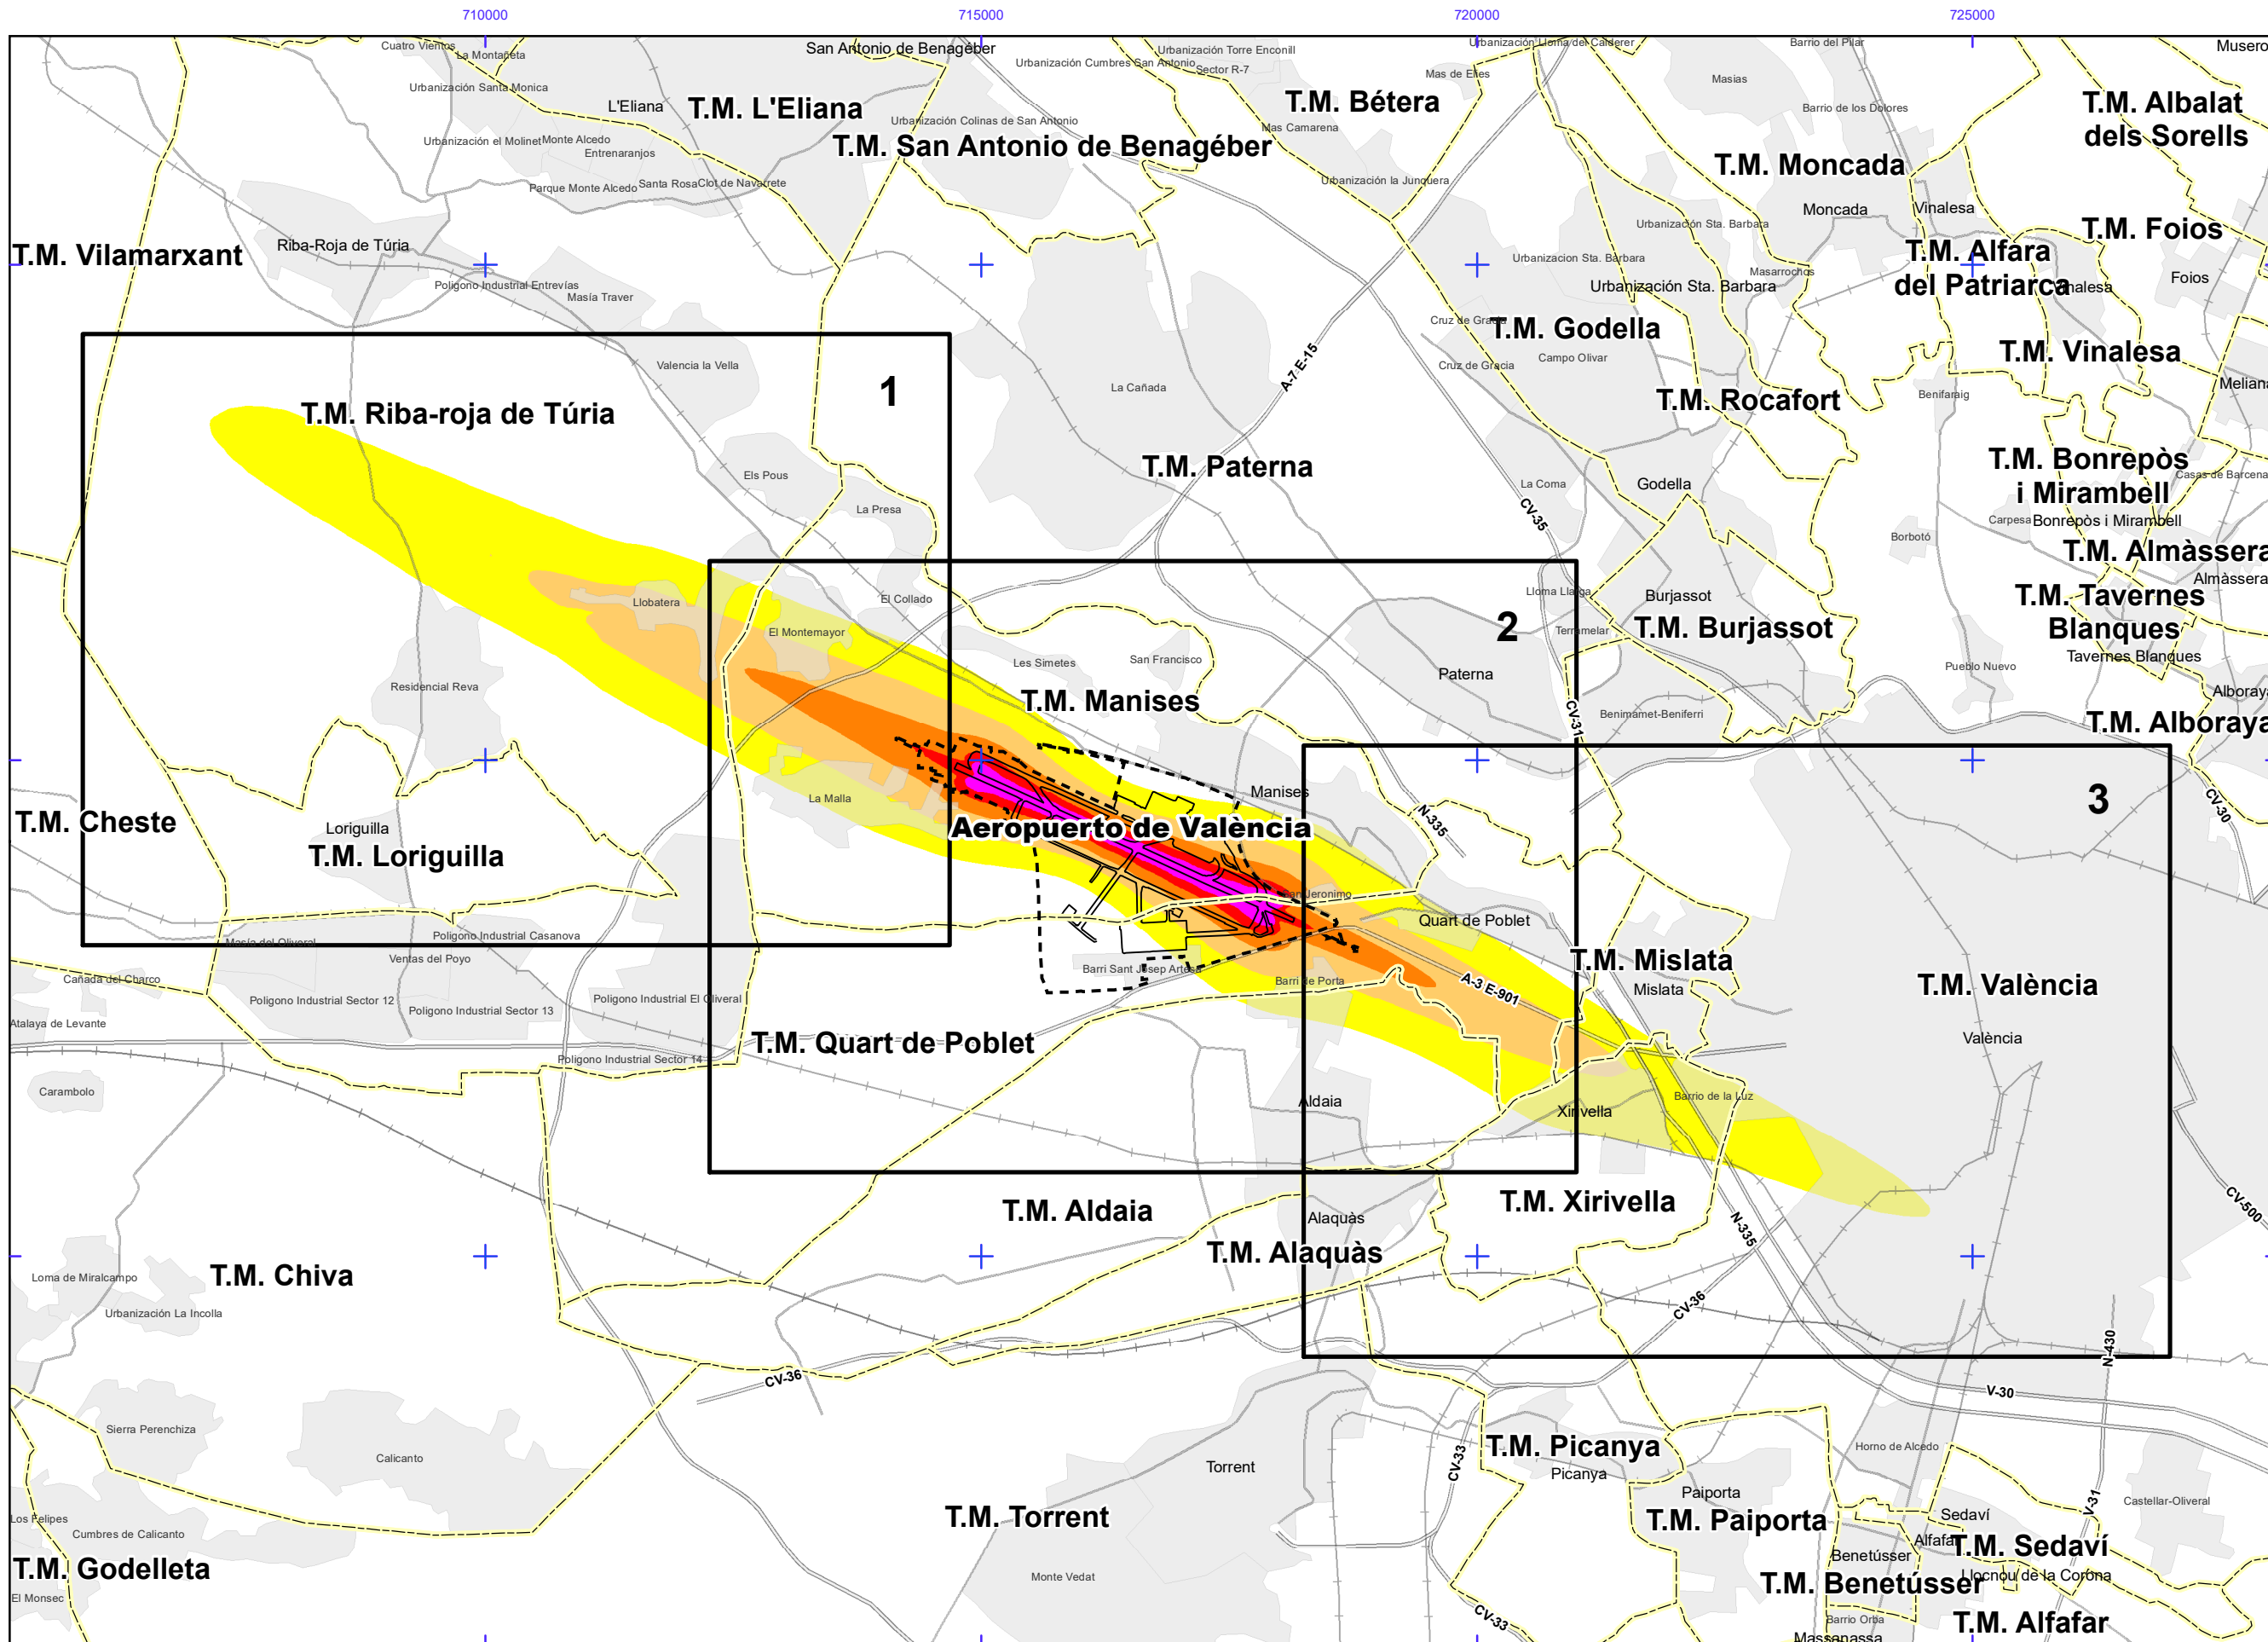 710000
715000
720000
725000
Cuatro Vientos
La Montañeta
San Antonio de Benagéber
Urbanización Torre Enconill
Urbanización Lloma del Calderer
Barrio del Pilar
Urbanización Cumbres San Antonio
Sector R-7
Mas de Elies
Masias
Urbanización Santa Monica
L'Eliana
T.M. L'Eliana
T.M. Bétera
Barrio de los Dolores
T.M. Albalat
dels Sorells
Urbanización el Molinet
Monte Alcedo
Entrenaranjos
Urbanización Colinas de San Antonio
Mas Camarena
T.M. San Antonio de Benagéber
T.M. Moncada
Parque Monte Alcedo
Santa Rosa
Clot de Navarrete
Urbanización la Junquera
Moncada
Vinalesa
Urbanización Sta. Barbara
T.M. Foios
T.M. Vilamarxant
Riba-Roja de Túria
Urbanizacion Sta. Barbara
T.M. Alfara
del Patriarca
Masarrochos
Foios
Poligono Industrial Entrevías
Masía Traver
Urbanización Sta. Barbara
Vinalesa
Cruz de Gracia
T.M. Godella
Valencia la Vella
A-7 E-15
Cruz de Gracia
Campo Olivar
T.M. Vinalesa
1
La Cañada
Benifaraig
T.M. Riba-roja de Túria
T.M. Rocafort
T.M. Paterna
T.M. Bonrepòs
i Mirambell
Casas de Barcena
Els Pous
La Coma
Godella
La Presa
CV-35
Carpesa
Bonrepòs i Mirambell
Borbotó
T.M. Almàssera
Almàssera
Llobatera
El Collado
Lloma Llarga
Burjassot
T.M. Tavernes
Blanques
El Montemayor
2
Terramelar
T.M. Burjassot
Tavernes Blanques
Les Simetes
San Francisco
Paterna
Pueblo Nuevo
Residencial Reva
T.M. Manises
CV-31
Benimamet-Beniferri
T.M. Alboraya
La Malla
Manises
3
T.M. Cheste
Loriguilla
T.M. Loriguilla
Aeropuerto de València
N-335
CV-30
San Jeronimo
Quart de Poblet
Masía del Oliveral
Poligono Industrial Casanova
Ventas del Poyo
T.M. Mislata
Cañada del Charco
Barri Sant Josep Artesa
Barri de Porta
A-3 E-901
Mislata
T.M. València
Poligono Industrial Sector 12
Poligono Industrial Sector 13
Poligono Industrial El Oliveral
Atalaya de Levante
T.M. Quart de Poblet
València
Poligono Industrial Sector 14
Carambolo
Aldaia
Xirivella
Barrio de la Luz
T.M. Aldaia
Alaquàs
T.M. Xirivella
CV-500
N-335
T.M. Alaquàs
T.M. Chiva
Loma de Miralcampo
Urbanización La Incolla
CV-36
CV-36
N-430
V-30
Sierra Perenchiza
Calicanto
Torrent
CV-33
T.M. Picanya
Picanya
Horno de Alcedo
Paiporta
V-31
Castellar-Oliveral
T.M. Torrent
T.M. Paiporta
Sedaví
Los Felipes
Cumbres de Calicanto
Alfafar
T.M. Sedaví
Benetússer
T.M. Godelleta
Monte Vedat
Llocnou de la Corona
T.M. Benetússer
El Monsec
CV-33
Barrio Orba
T.M. Alfafar
Massanassa